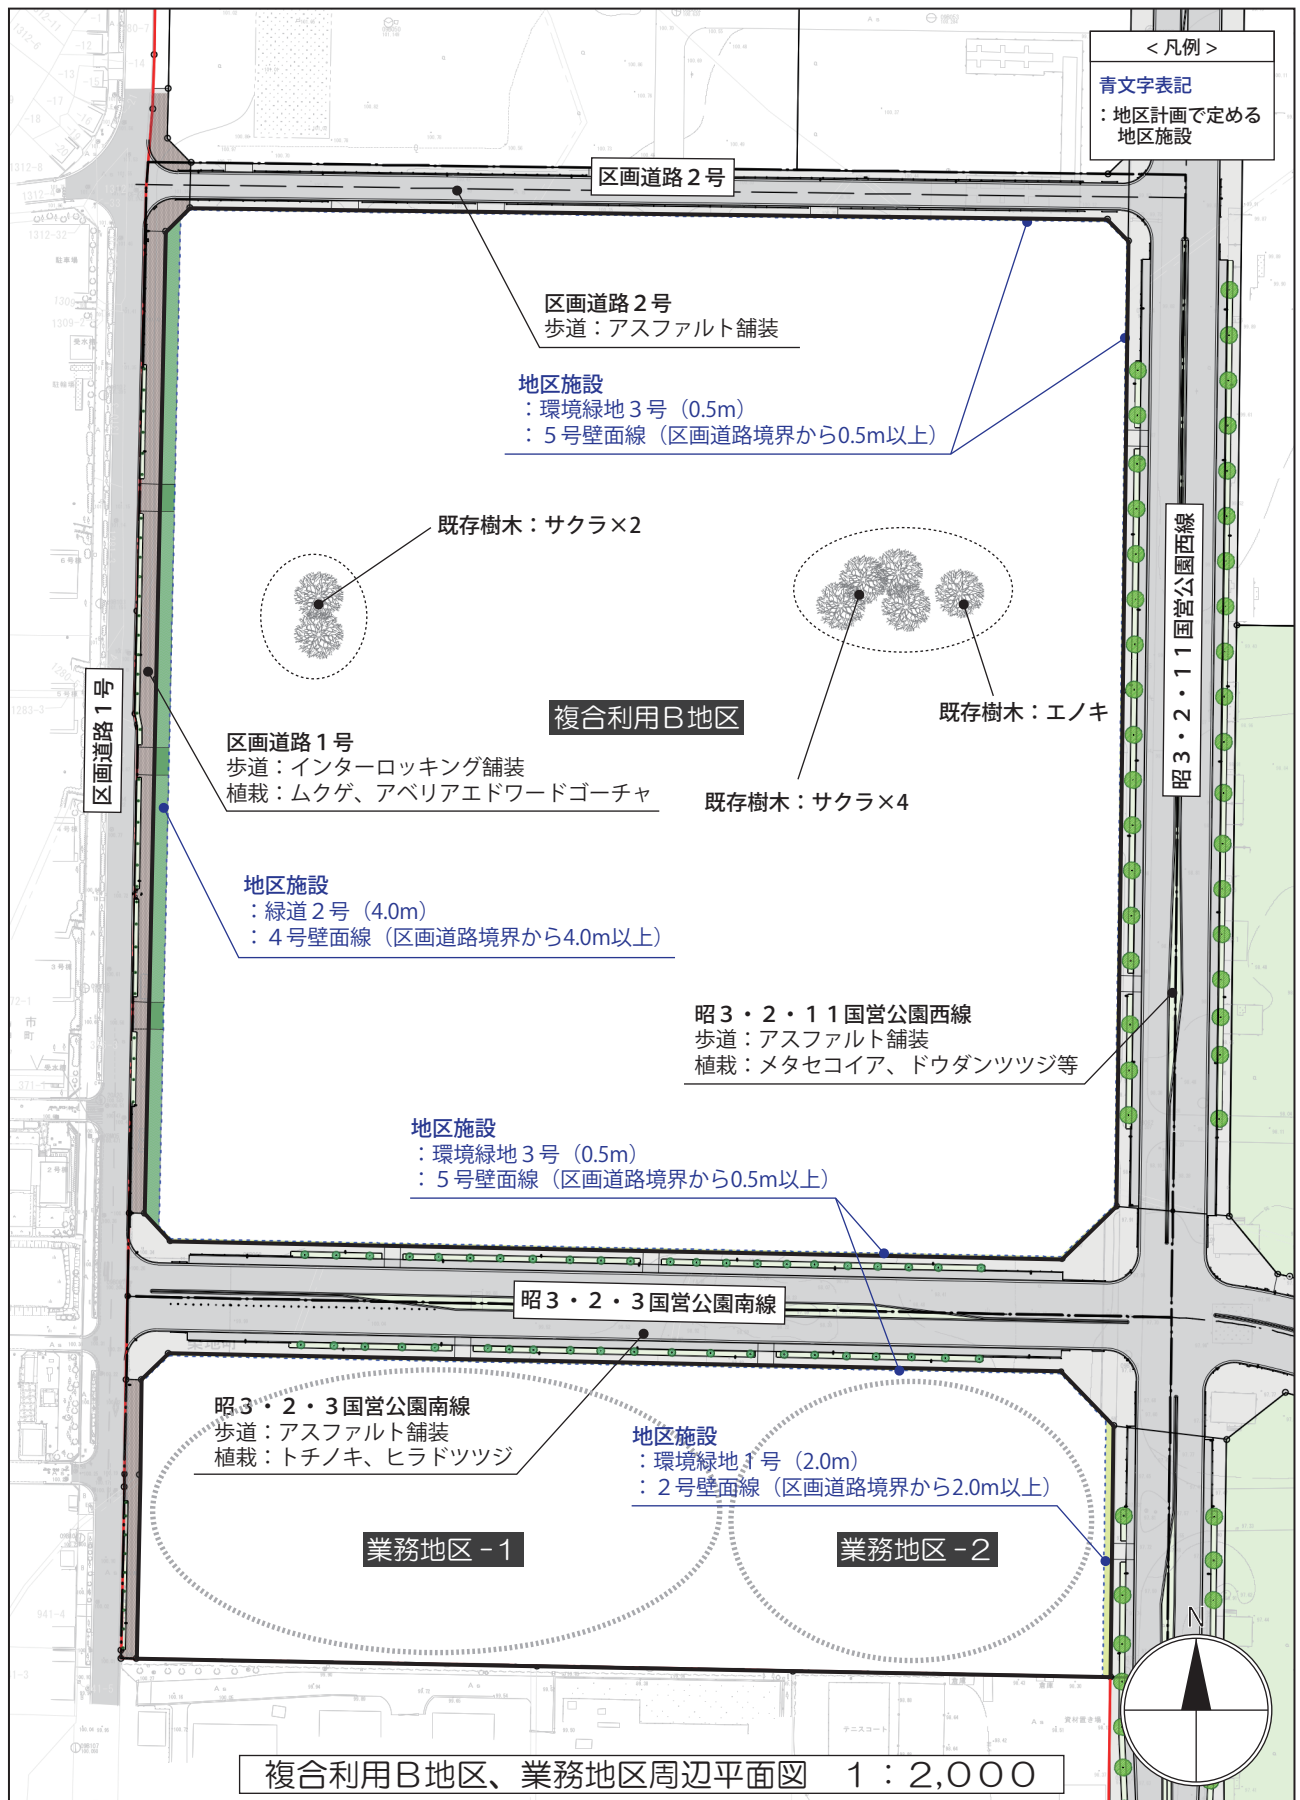 ＜凡例＞
青文字表記
：地区計画で定める
地区施設
区画道路２号
区画道路２号
歩道：アスファルト舗装
地区施設
：環境緑地３号（0.5m）
：５号壁面線（区画道路境界から0.5m以上）
既存樹木：サクラ×2
既存樹木：エノキ
既存樹木：サクラ×4
複合利用Ｂ地区
昭３・２・１１国営公園西線
区画道路１号
区画道路１号
歩道：インターロッキング舗装
植栽：ムクゲ、アベリアエドワードゴーチャ
地区施設
：緑道２号（4.0m）
：４号壁面線（区画道路境界から4.0m以上）
昭３・２・１１国営公園西線
歩道：アスファルト舗装
植栽：メタセコイア、ドウダンツツジ等
地区施設
：環境緑地３号（0.5m）
：５号壁面線（区画道路境界から0.5m以上）
昭３・２・３国営公園南線
昭３・２・３国営公園南線
歩道：アスファルト舗装
植栽：トチノキ、ヒラドツツジ
地区施設
：環境緑地１号（2.0m）
：２号壁面線（区画道路境界から2.0m以上）
業務地区－１
業務地区－２
N
テニスコート
資材置き場
941-4
複合利用Ｂ地区、業務地区周辺平面図　１：２,０００